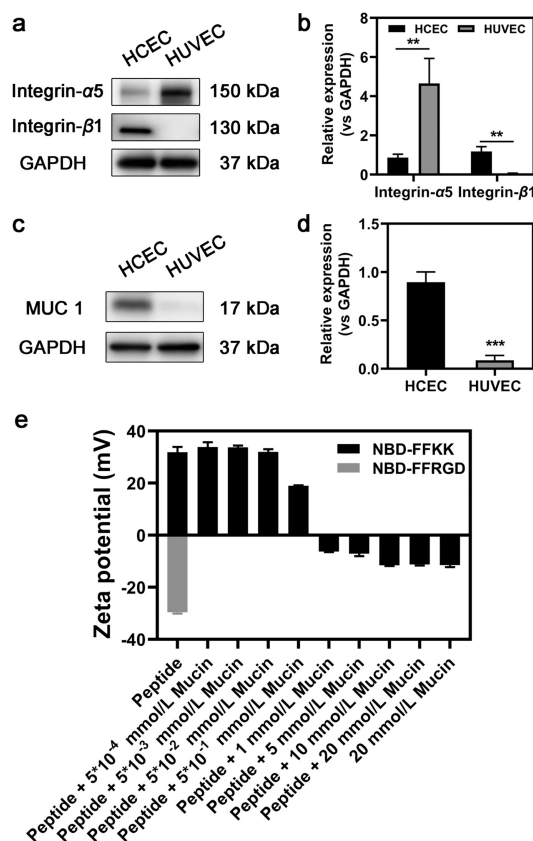 a
HCEC
HUVEC
Integrin-α5
150 kDa
Integrin-β1
130 kDa
GAPDH
37 kDa
b
HCEC
HUVEC
Relative expression
(vs GAPDH)
8
6
4
2
0
**
**
Integrin-α5
Integrin-β1
c
HCEC
HUVEC
MUC 1
17 kDa
GAPDH
37 kDa
d
Relative expression
(vs GAPDH)
1.5
1.0
0.5
0.0
***
HCEC
HUVEC
e
Zeta potential (mV)
40
20
0
-20
-40
NBD-FFKK
NBD-FFRGD
Peptide
Peptide + 5*10⁻⁴ mmol/L Mucin
Peptide + 5*10⁻³ mmol/L Mucin
Peptide + 5*10⁻² mmol/L Mucin
Peptide + 5*10⁻¹ mmol/L Mucin
Peptide + 1 mmol/L Mucin
Peptide + 5 mmol/L Mucin
Peptide + 10 mmol/L Mucin
Peptide + 20 mmol/L Mucin
20 mmol/L Mucin